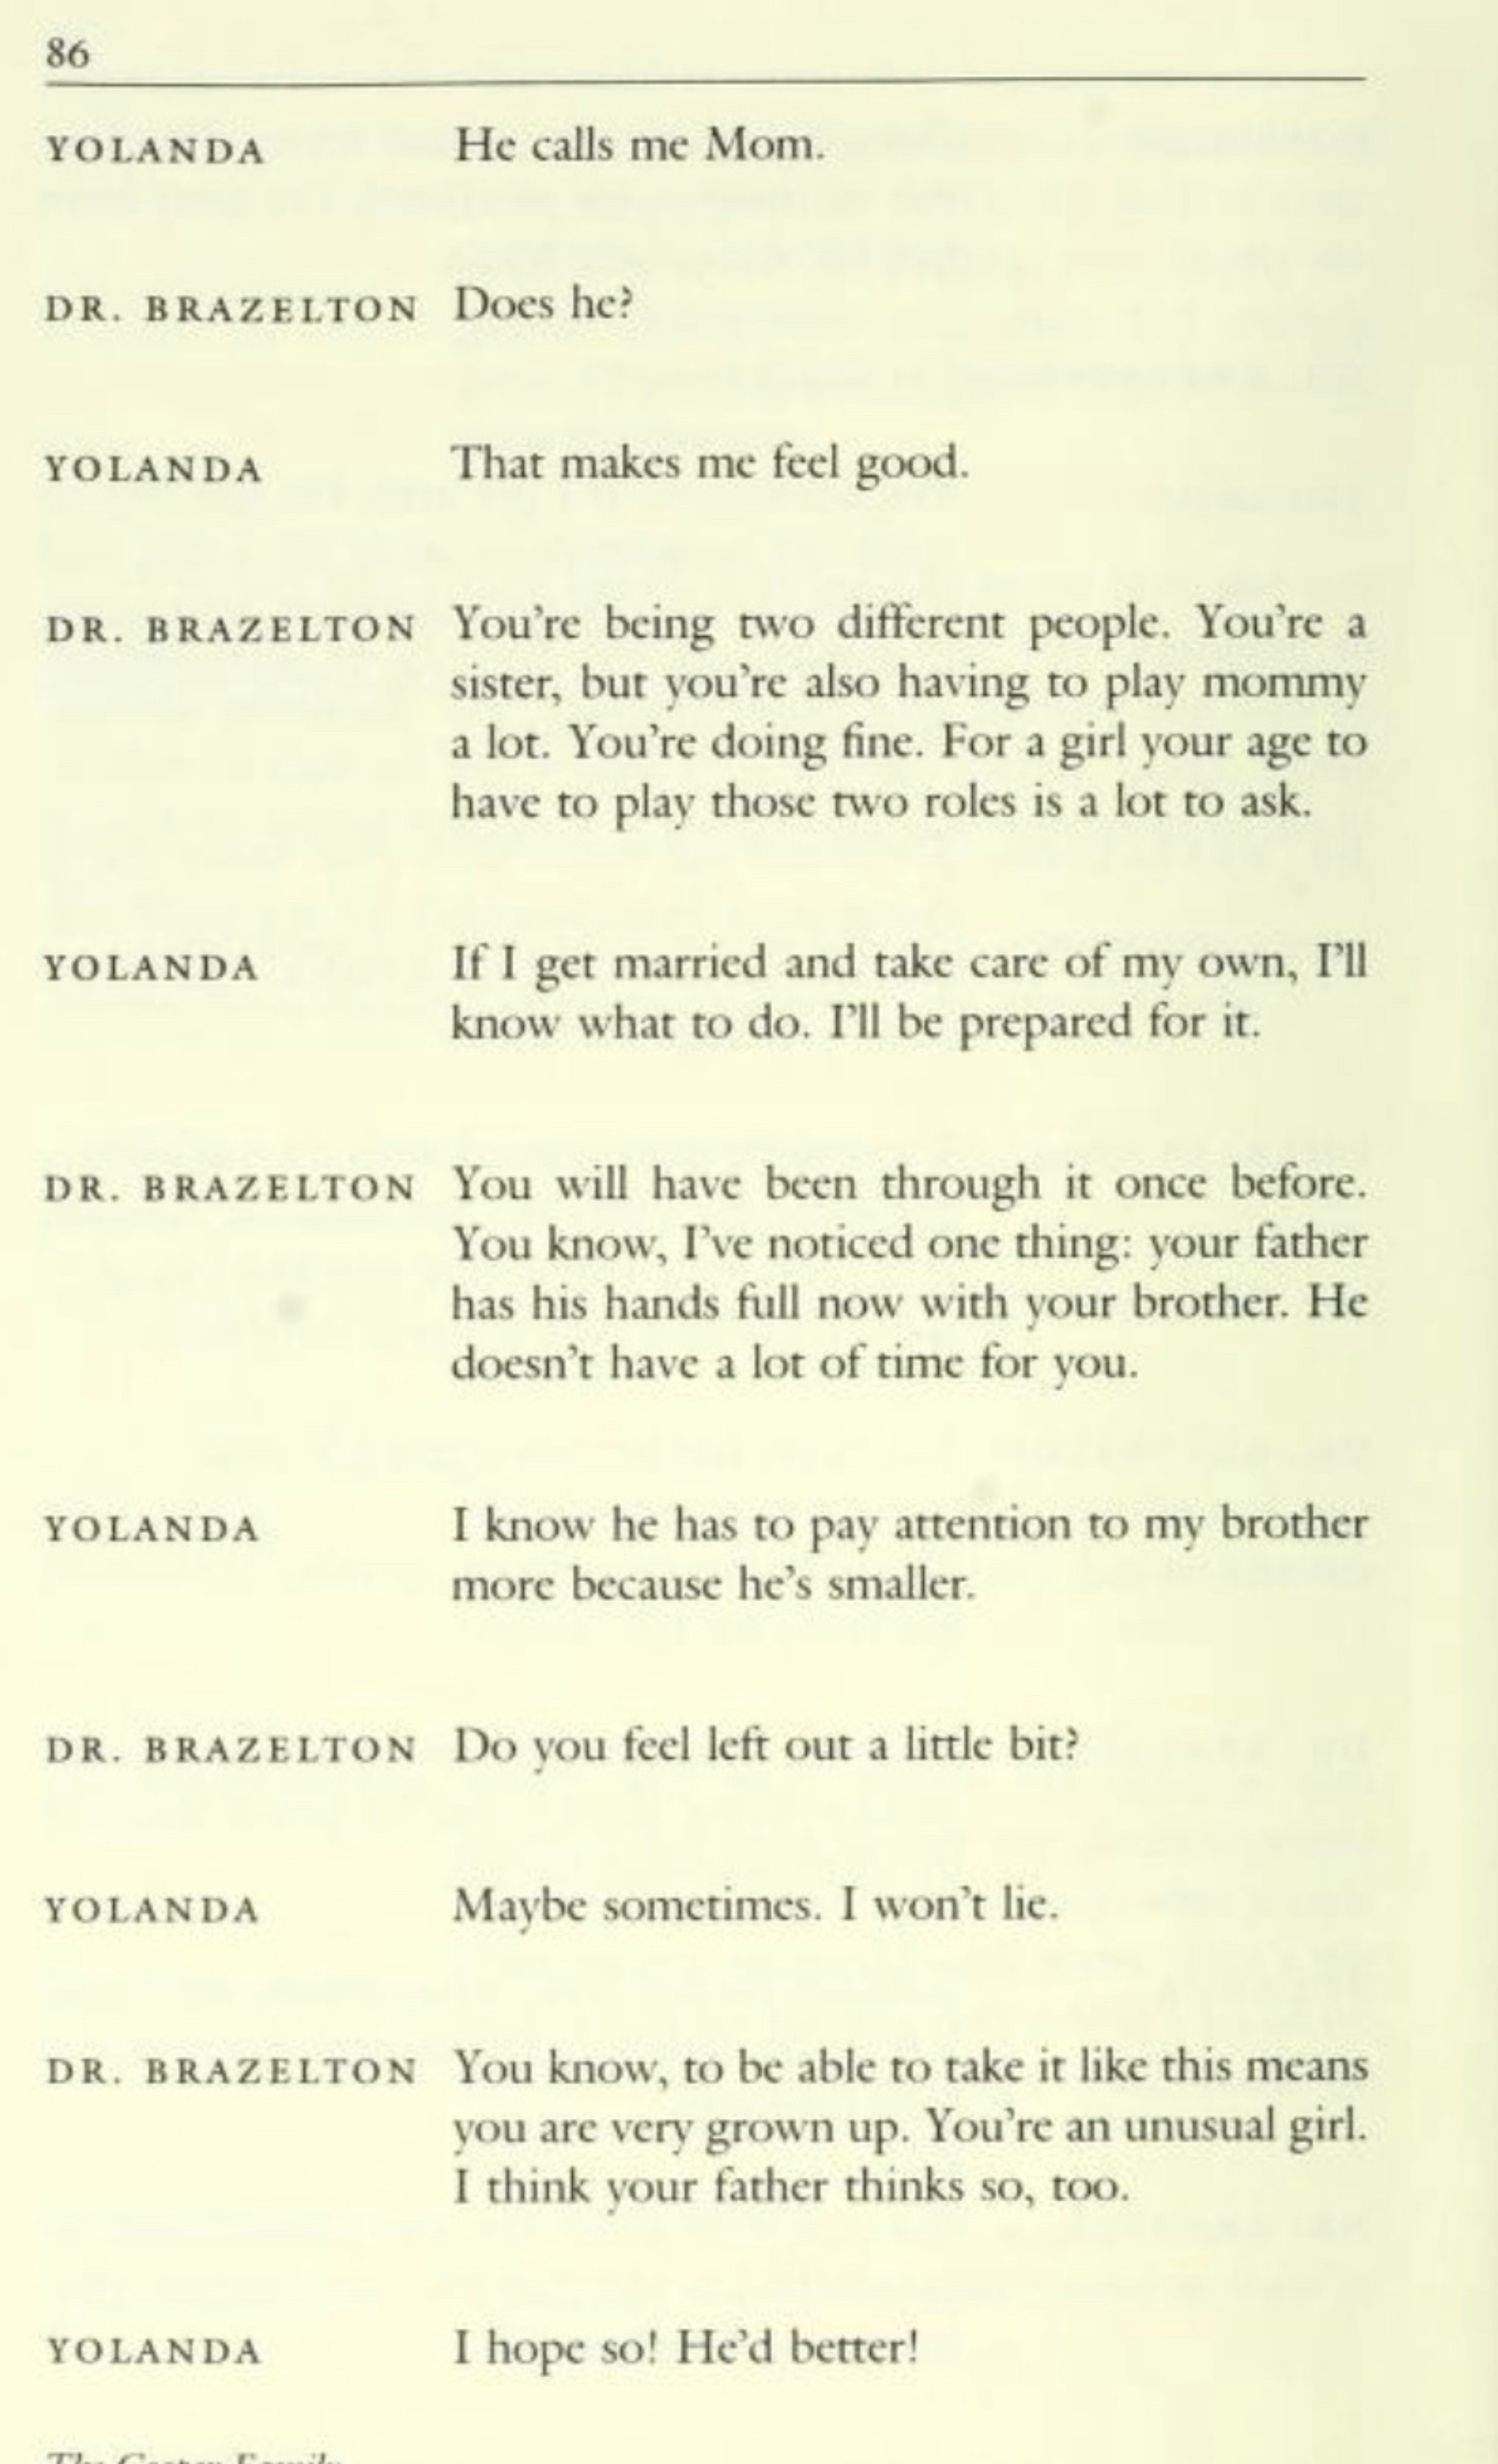 86
YOLANDA He calls me Mom.
DR. BRAZELTON Does he?
YOLANDA That makes me feel good.
DR. BRAZELTON You're being two different people. You're a
sister, but you're also having to play mommy
a lot. You're doing fine. For a girl your age to
have to play those two roles is a lot to ask.
YOLANDA If I get married and take care of my own, I'll
know what to do. I'll be prepared for it.
DR. BRAZELTON You will have been through it once before.
You know, I've noticed one thing: your father
has his hands full now with your brother. He
doesn't have a lot of time for you.
YOLANDA I know he has to pay attention to my brother
more because he's smaller.
DR. BRAZELTON Do you feel left out a little bit?
YOLANDA Maybe sometimes. I won't lie.
DR. BRAZELTON You know, to be able to take it like this means
you are very grown up. You're an unusual girl.
I think your father thinks so, too.
YOLANDA I hope so! He'd better!
The Family